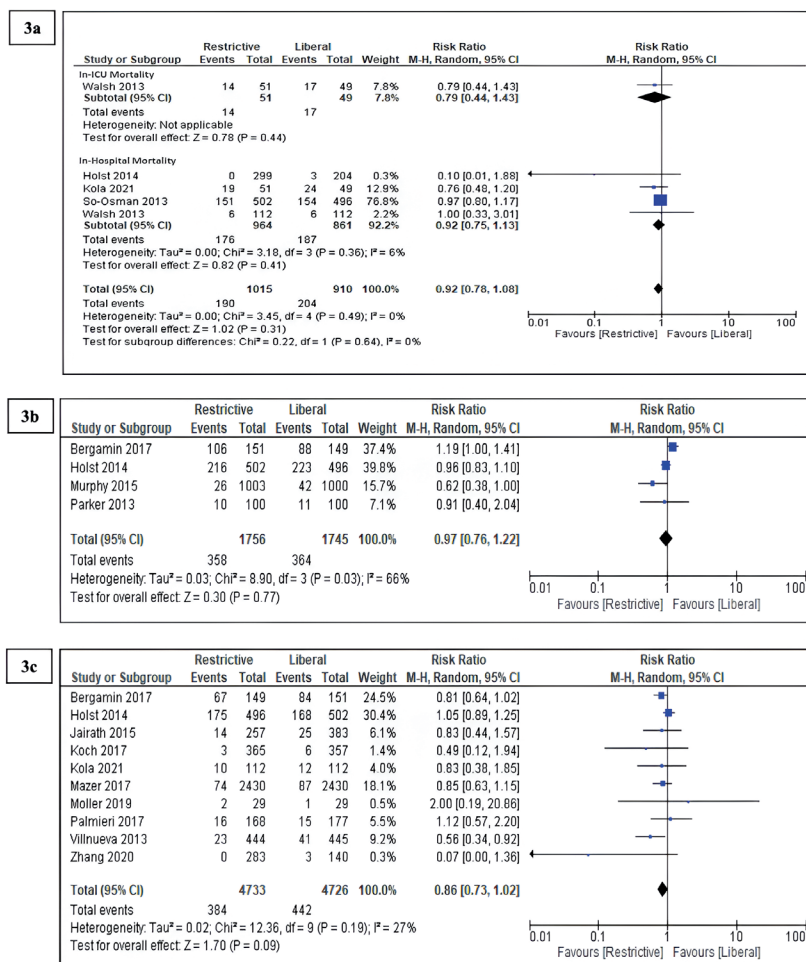 3a
Restrictive Liberal Risk Ratio Risk Ratio
Study or Subgroup Events Total Events Total Weight M-H, Random, 95% CI M-H, Random, 95% CI
In-ICU Mortality
Walsh 2013 14 51 17 49 7.8% 0.79 [0.44, 1.43]
Subtotal (95% CI) 51 49 7.8% 0.79 [0.44, 1.43]
Total events 14 17
Heterogeneity: Not applicable
Test for overall effect: Z = 0.78 (P = 0.44)
In-Hospital Mortality
Holst 2014 0 299 3 204 0.3% 0.10 [0.01, 1.88]
Kola 2021 19 51 24 49 12.9% 0.76 [0.48, 1.20]
So-Osman 2013 151 502 154 496 76.8% 0.97 [0.80, 1.17]
Walsh 2013 6 112 6 112 2.2% 1.00 [0.33, 3.01]
Subtotal (95% CI) 964 861 92.2% 0.92 [0.75, 1.13]
Total events 176 187
Heterogeneity: Tau² = 0.00; Chi² = 3.18, df = 3 (P = 0.36); I² = 6%
Test for overall effect: Z = 0.82 (P = 0.41)
Total (95% CI) 1015 910 100.0% 0.92 [0.78, 1.08]
Total events 190 204
Heterogeneity: Tau² = 0.00; Chi² = 3.45, df = 4 (P = 0.49); I² = 0%
Test for overall effect: Z = 1.02 (P = 0.31)
Test for subgroup differences: Chi² = 0.22, df = 1 (P = 0.64), I² = 0%
0.01 0.1 1 10 100
Favours [Restrictive] Favours [Liberal]
3b
Restrictive Liberal Risk Ratio Risk Ratio
Study or Subgroup Events Total Events Total Weight M-H, Random, 95% CI M-H, Random, 95% CI
Bergamin 2017 106 151 88 149 37.4% 1.19 [1.00, 1.41]
Holst 2014 216 502 223 496 39.8% 0.96 [0.83, 1.10]
Murphy 2015 26 1003 42 1000 15.7% 0.62 [0.38, 1.00]
Parker 2013 10 100 11 100 7.1% 0.91 [0.40, 2.04]
Total (95% CI) 1756 1745 100.0% 0.97 [0.76, 1.22]
Total events 358 364
Heterogeneity: Tau² = 0.03; Chi² = 8.90, df = 3 (P = 0.03); I² = 66%
Test for overall effect: Z = 0.30 (P = 0.77)
0.01 0.1 1 10 100
Favours [Restrictive] Favours [Liberal]
3c
Restrictive Liberal Risk Ratio Risk Ratio
Study or Subgroup Events Total Events Total Weight M-H, Random, 95% CI M-H, Random, 95% CI
Bergamin 2017 67 149 84 151 24.5% 0.81 [0.64, 1.02]
Holst 2014 175 496 168 502 30.4% 1.05 [0.89, 1.25]
Jairath 2015 14 257 25 383 6.1% 0.83 [0.44, 1.57]
Koch 2017 3 365 6 357 1.4% 0.49 [0.12, 1.94]
Kola 2021 10 112 12 112 4.0% 0.83 [0.38, 1.85]
Mazer 2017 74 2430 87 2430 18.1% 0.85 [0.63, 1.15]
Moller 2019 2 29 1 29 0.5% 2.00 [0.19, 20.86]
Palmieri 2017 16 168 15 177 5.5% 1.12 [0.57, 2.20]
Villnueva 2013 23 444 41 445 9.2% 0.56 [0.34, 0.92]
Zhang 2020 0 283 3 140 0.3% 0.07 [0.00, 1.36]
Total (95% CI) 4733 4726 100.0% 0.86 [0.73, 1.02]
Total events 384 442
Heterogeneity: Tau² = 0.02; Chi² = 12.36, df = 9 (P = 0.19); I² = 27%
Test for overall effect: Z = 1.70 (P = 0.09)
0.01 0.1 1 10 100
Favours [Restrictive] Favours [Liberal]